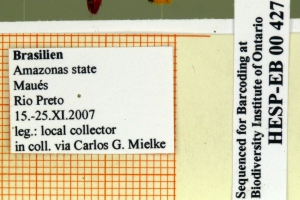 Brasilien
Amazonas state
Maués
Rio Preto
15.-25.XI.2007
leg.: local collector
in coll. via Carlos G. Mielke
Sequenced for Barcoding at
Biodiversity Institute of Ontario
HESP-EB 00 427